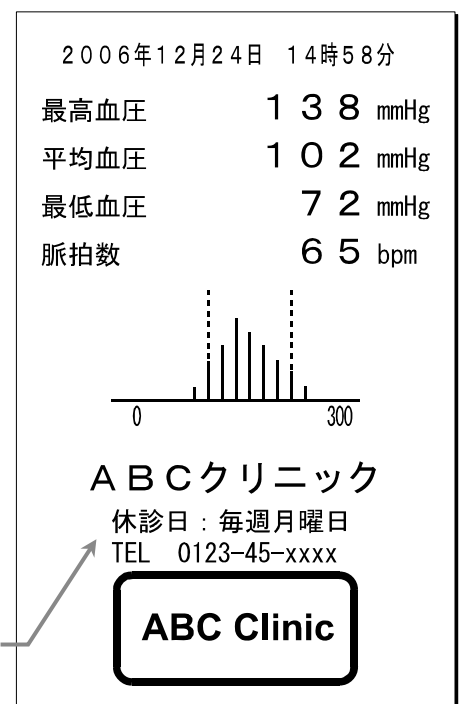 2006年12月24日 14時58分
最高血圧 138 mmHg
平均血圧 102 mmHg
最低血圧 72 mmHg
脈拍数 65 bpm
0 300
ABCクリニック
休診日：毎週月曜日
TEL 0123-45-xxxx
ABC Clinic